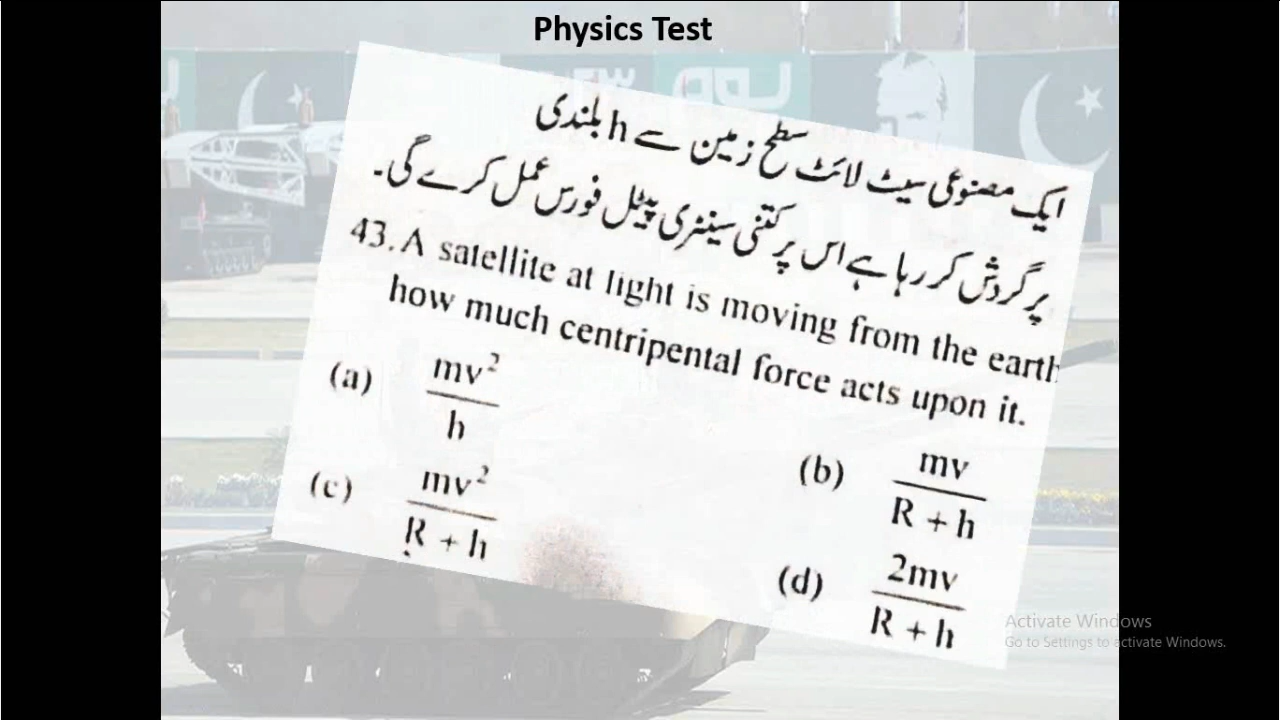 Physics Test
ایک مصنوعی سیٹ لائٹ سطح زمین سے h بلندی
پر گردش کر رہا ہے اس پر کتنی سینٹری پیٹل فورس عمل کرے گی۔
43. A satellite at light is moving from the earth
how much centripental force acts upon it.
(a) mv²/h
(b) mv/R + h
(c) mv²/R + h
(d) 2mv/R + h
Activate Windows
Go to Settings to activate Windows.